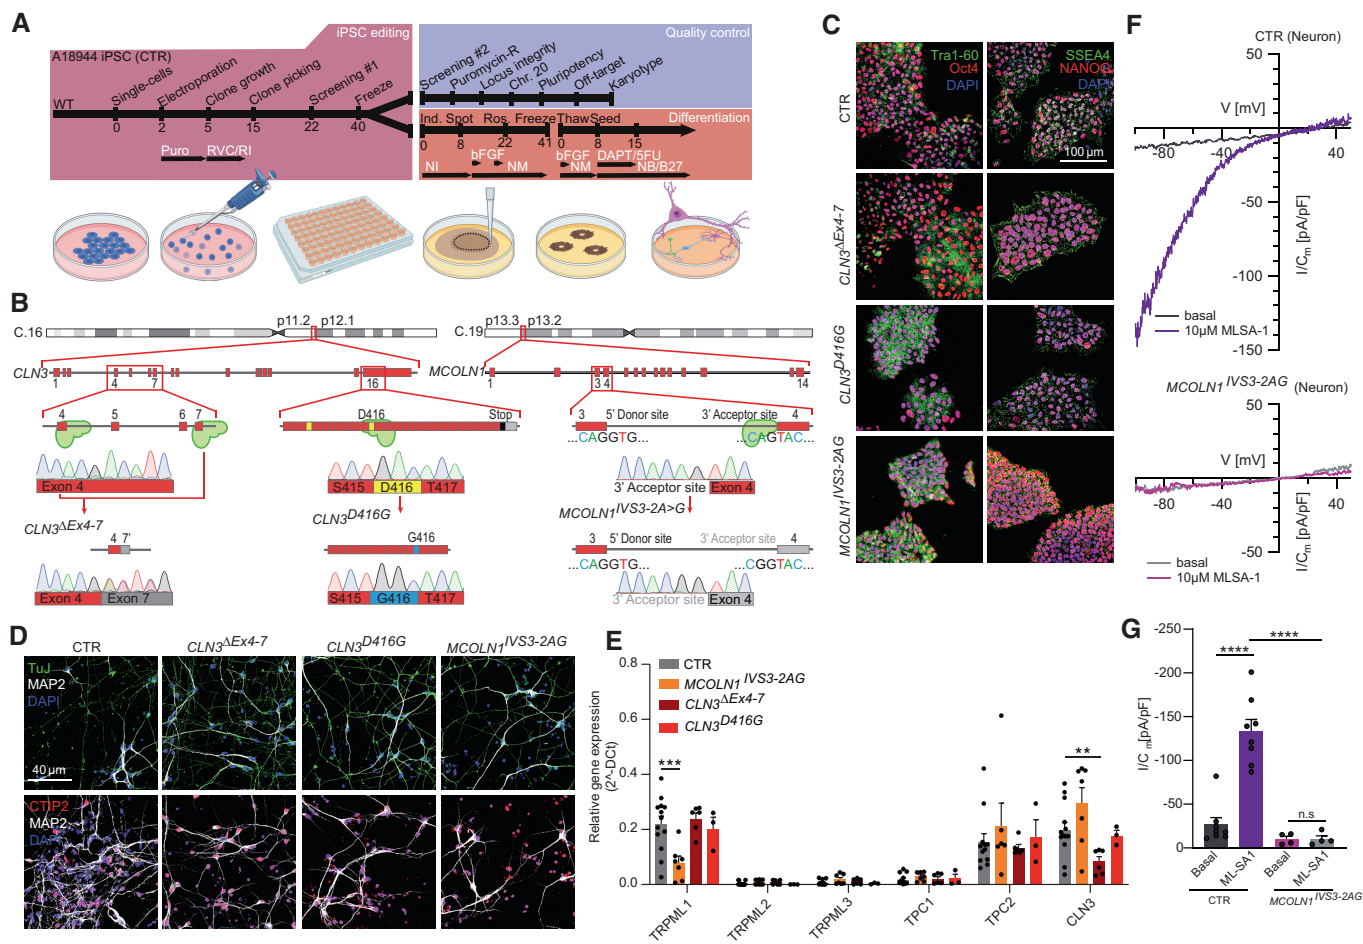 A
iPSC editing
Quality control
A18944 iPSC (CTR)
WT
Single-cells
Electroporation
Clone growth
Clone picking
Screening #1
Freeze
0 2 5 15 22 40
Puro RVC/RI
Screening #2
Puromycin-R
Locus integrity
Chr. 20
Pluripotency
Off-target
Karyotype
Differentiation
Ind. Spot Ros. Freeze Thaw Seed
0 8 22 41 0 8 15
bFGF bFGF DAPT/5FU
NI NM NM NB/B27
B
C.16 p11.2 p12.1
C.19 p13.3 p13.2
CLN3
1 4 7 16
MCOLN1
1 3 4 14
4 5 6 7
D416 Stop
3 5' Donor site 3' Acceptor site 4
...CAGGTG... ...CAGTAC...
Exon 4
S415 D416 T417
3' Acceptor site Exon 4
CLN3ΔEx4-7
CLN3D416G
MCOLN1IVS3-2A>G
4 7'
G416
3 5' Donor site 3' Acceptor site 4
...CAGGTG... ...CGGTAC...
Exon 4 Exon 7
S415 G416 T417
3' Acceptor site Exon 4
C
Tra1-60
Oct4
DAPI
SSEA4
NANOG
DAPI
100 µm
CTR
CLN3ΔEx4-7
CLN3D416G
MCOLN1IVS3-2AG
D
CTR
CLN3ΔEx4-7
CLN3D416G
MCOLN1IVS3-2AG
TuJ
MAP2
DAPI
40 µm
CTIP2
MAP2
DAPI
E
Relative gene expression
(2^-DCt)
0.8
0.6
0.4
0.2
0.0
CTR
MCOLN1IVS3-2AG
CLN3ΔEx4-7
CLN3D416G
***
**
TRPML1
TRPML2
TRPML3
TPC1
TPC2
CLN3
F
CTR (Neuron)
50
V [mV]
-80 -40 40
-50
-100
-150
I/Cm [pA/pF]
basal
10µM MLSA-1
MCOLN1IVS3-2AG (Neuron)
50
V [mV]
-80 -40 40
-50
I/Cm [pA/pF]
basal
10µM MLSA-1
G
I/Cm[pA/pF]
-250
-200
-150
-100
-50
0
****
****
n.s
Basal
ML-SA1
Basal
ML-SA1
CTR
MCOLN1IVS3-2AG